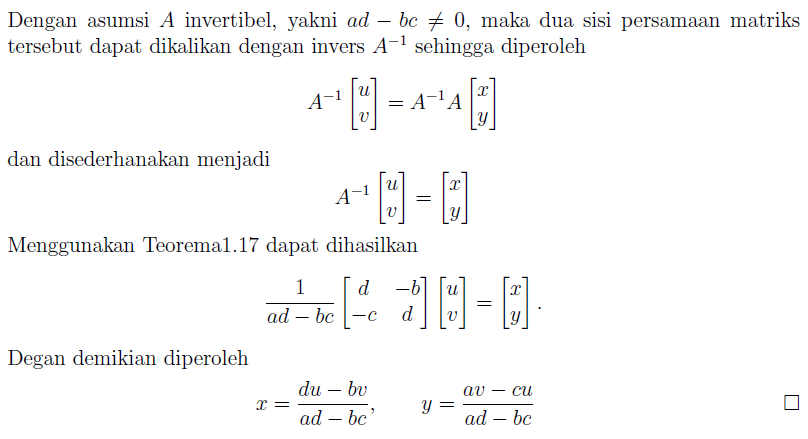 Dengan asumsi A invertibel, yakni ad − bc ≠ 0, maka dua sisi persamaan matriks
tersebut dapat dikalikan dengan invers A⁻¹ sehingga diperoleh
A⁻¹ [u v] = A⁻¹A [x y]
dan disederhanakan menjadi
A⁻¹ [u v] = [x y]
Menggunakan Teorema1.17 dapat dihasilkan
1/(ad − bc) [d −b; −c d] [u v] = [x y].
Degan demikian diperoleh
x = (du − bv)/(ad − bc), y = (av − cu)/(ad − bc) □